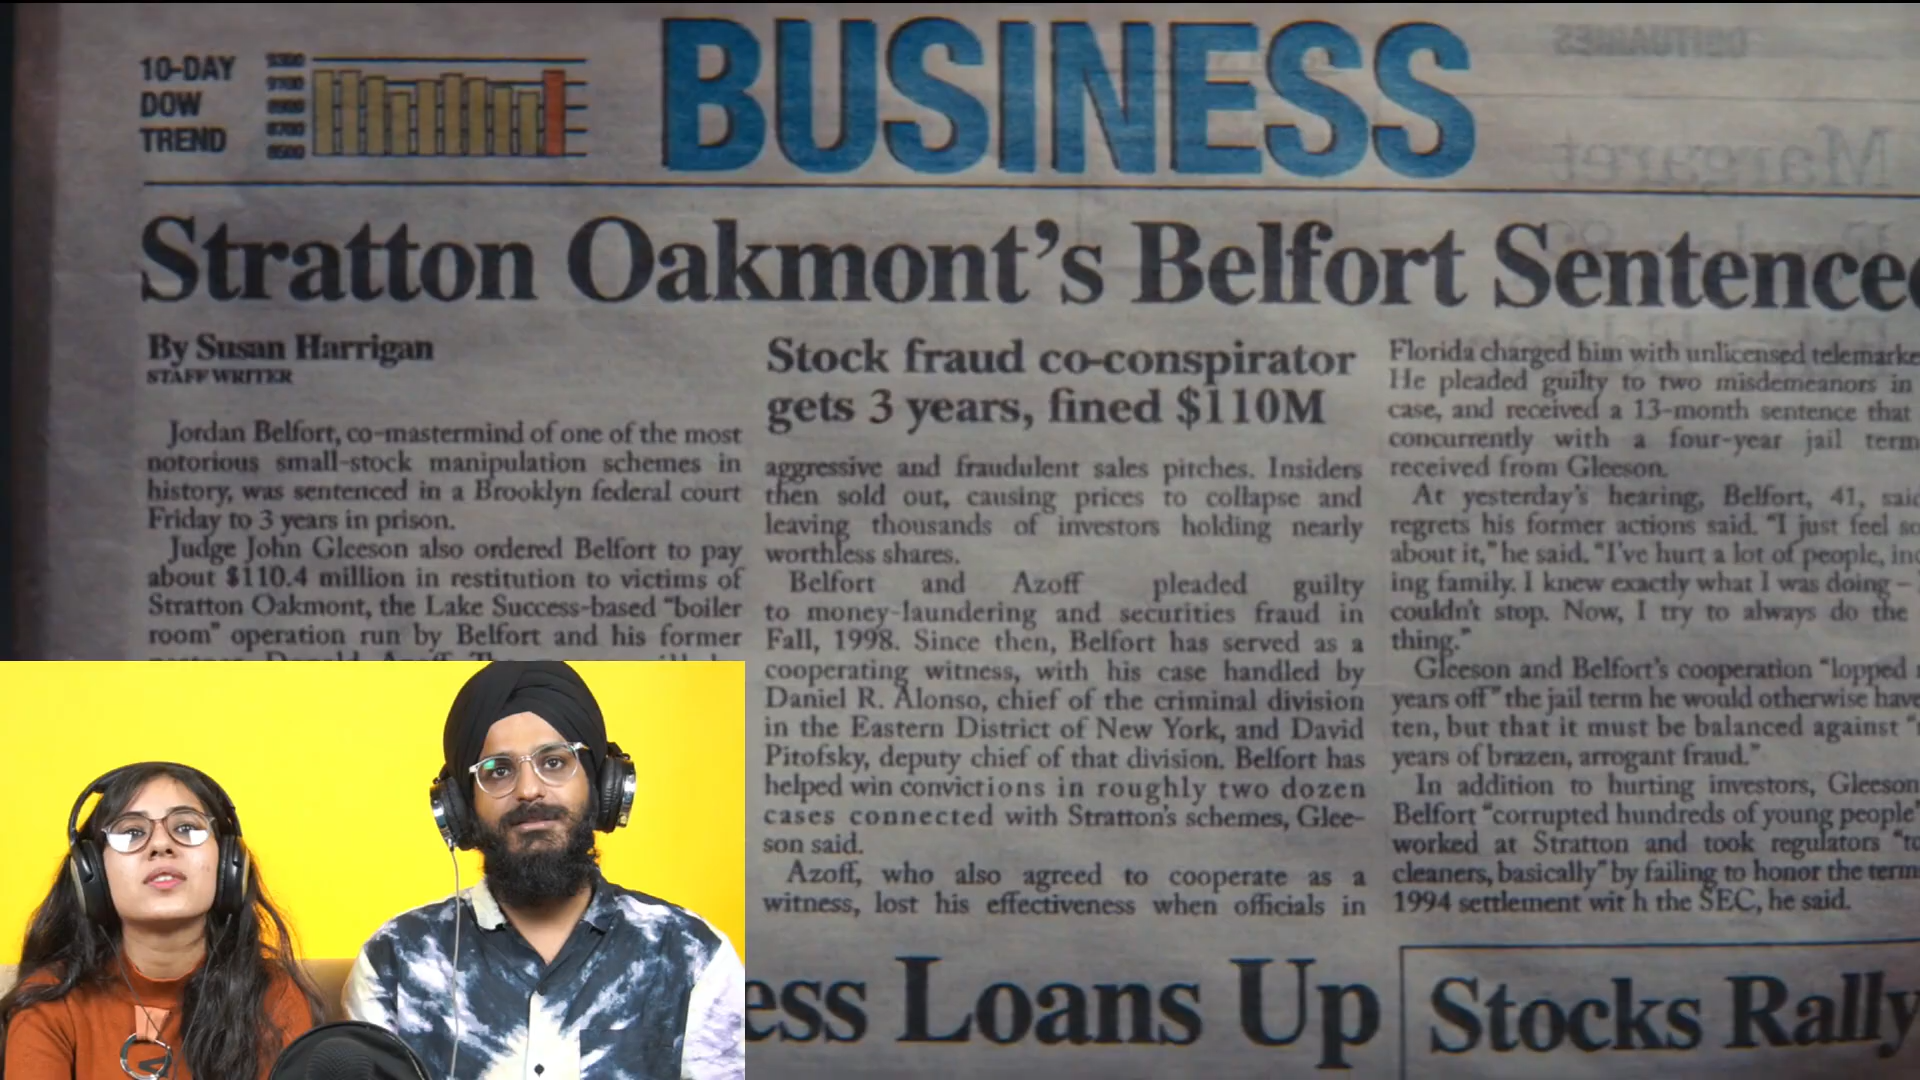 10-DAY
DOW
TREND
9300
9100
8900
8700
8500
BUSINESS
OBITUARIES
Margaret
Stratton Oakmont's Belfort Sentenced
By Susan Harrigan
STAFF WRITER
Jordan Belfort, co-mastermind of one of the most
notorious small-stock manipulation schemes in
history, was sentenced in a Brooklyn federal court
Friday to 3 years in prison.
Judge John Gleeson also ordered Belfort to pay
about $110.4 million in restitution to victims of
Stratton Oakmont, the Lake Success-based "boiler
room" operation run by Belfort and his former
Stock fraud co-conspirator
gets 3 years, fined $110M
aggressive and fraudulent sales pitches. Insiders
then sold out, causing prices to collapse and
leaving thousands of investors holding nearly
worthless shares.
Belfort and Azoff pleaded guilty
to money-laundering and securities fraud in
Fall, 1998. Since then, Belfort has served as a
cooperating witness, with his case handled by
Daniel R. Alonso, chief of the criminal division
in the Eastern District of New York, and David
Pitofsky, deputy chief of that division. Belfort has
helped win convictions in roughly two dozen
cases connected with Stratton's schemes, Glee-
son said.
Azoff, who also agreed to cooperate as a
witness, lost his effectiveness when officials in
Florida charged him with unlicensed telemarke
He pleaded guilty to two misdemeanors in
case, and received a 13-month sentence that
concurrently with a four-year jail term
received from Gleeson.
At yesterday's hearing, Belfort, 41, said
regrets his former actions said. "I just feel so
about it," he said. "I've hurt a lot of people, inc
ing family. I knew exactly what I was doing –
couldn't stop. Now, I try to always do the
thing."
Gleeson and Belfort's cooperation "lopped
years off" the jail term he would otherwise have
ten, but that it must be balanced against "
years of brazen, arrogant fraud."
In addition to hurting investors, Gleeson
Belfort "corrupted hundreds of young people"
worked at Stratton and took regulators "to
cleaners, basically" by failing to honor the term
1994 settlement wit h the SEC, he said.
ess Loans Up
Stocks Rally